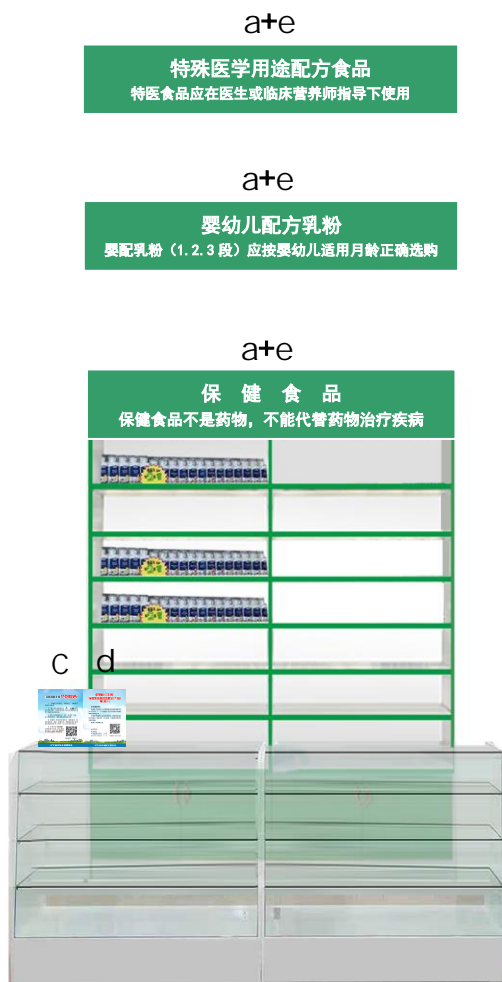 a+e
特殊医学用途配方食品
特医食品应在医生或临床营养师指导下使用
a+e
婴幼儿配方乳粉
婴配乳粉（1.2.3段）应按婴幼儿适用月龄正确选购
a+e
保 健 食 品
保健食品不是药物，不能代替药物治疗疾病
c d